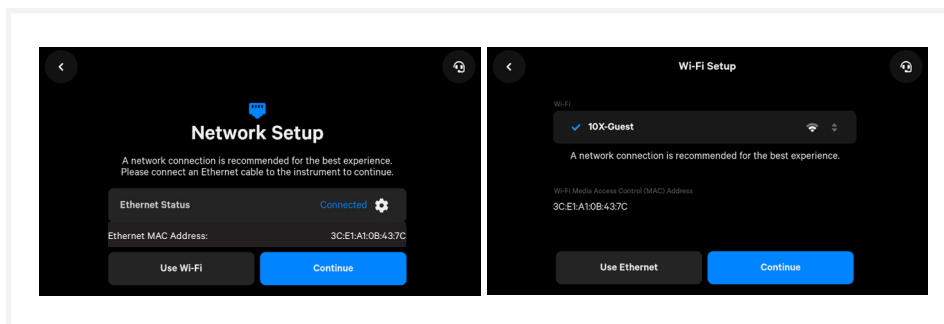 Network Setup
A network connection is recommended for the best experience.
Please connect an Ethernet cable to the instrument to continue.
Ethernet Status Connected
Ethernet MAC Address: 3C:E1:A1:0B:43:7C
Use Wi-Fi Continue
Wi-Fi Setup
Wi-Fi
10X-Guest
A network connection is recommended for the best experience.
Wi-Fi Media Access Control (MAC) Address
3C:E1:A1:0B:43:7C
Use Ethernet Continue